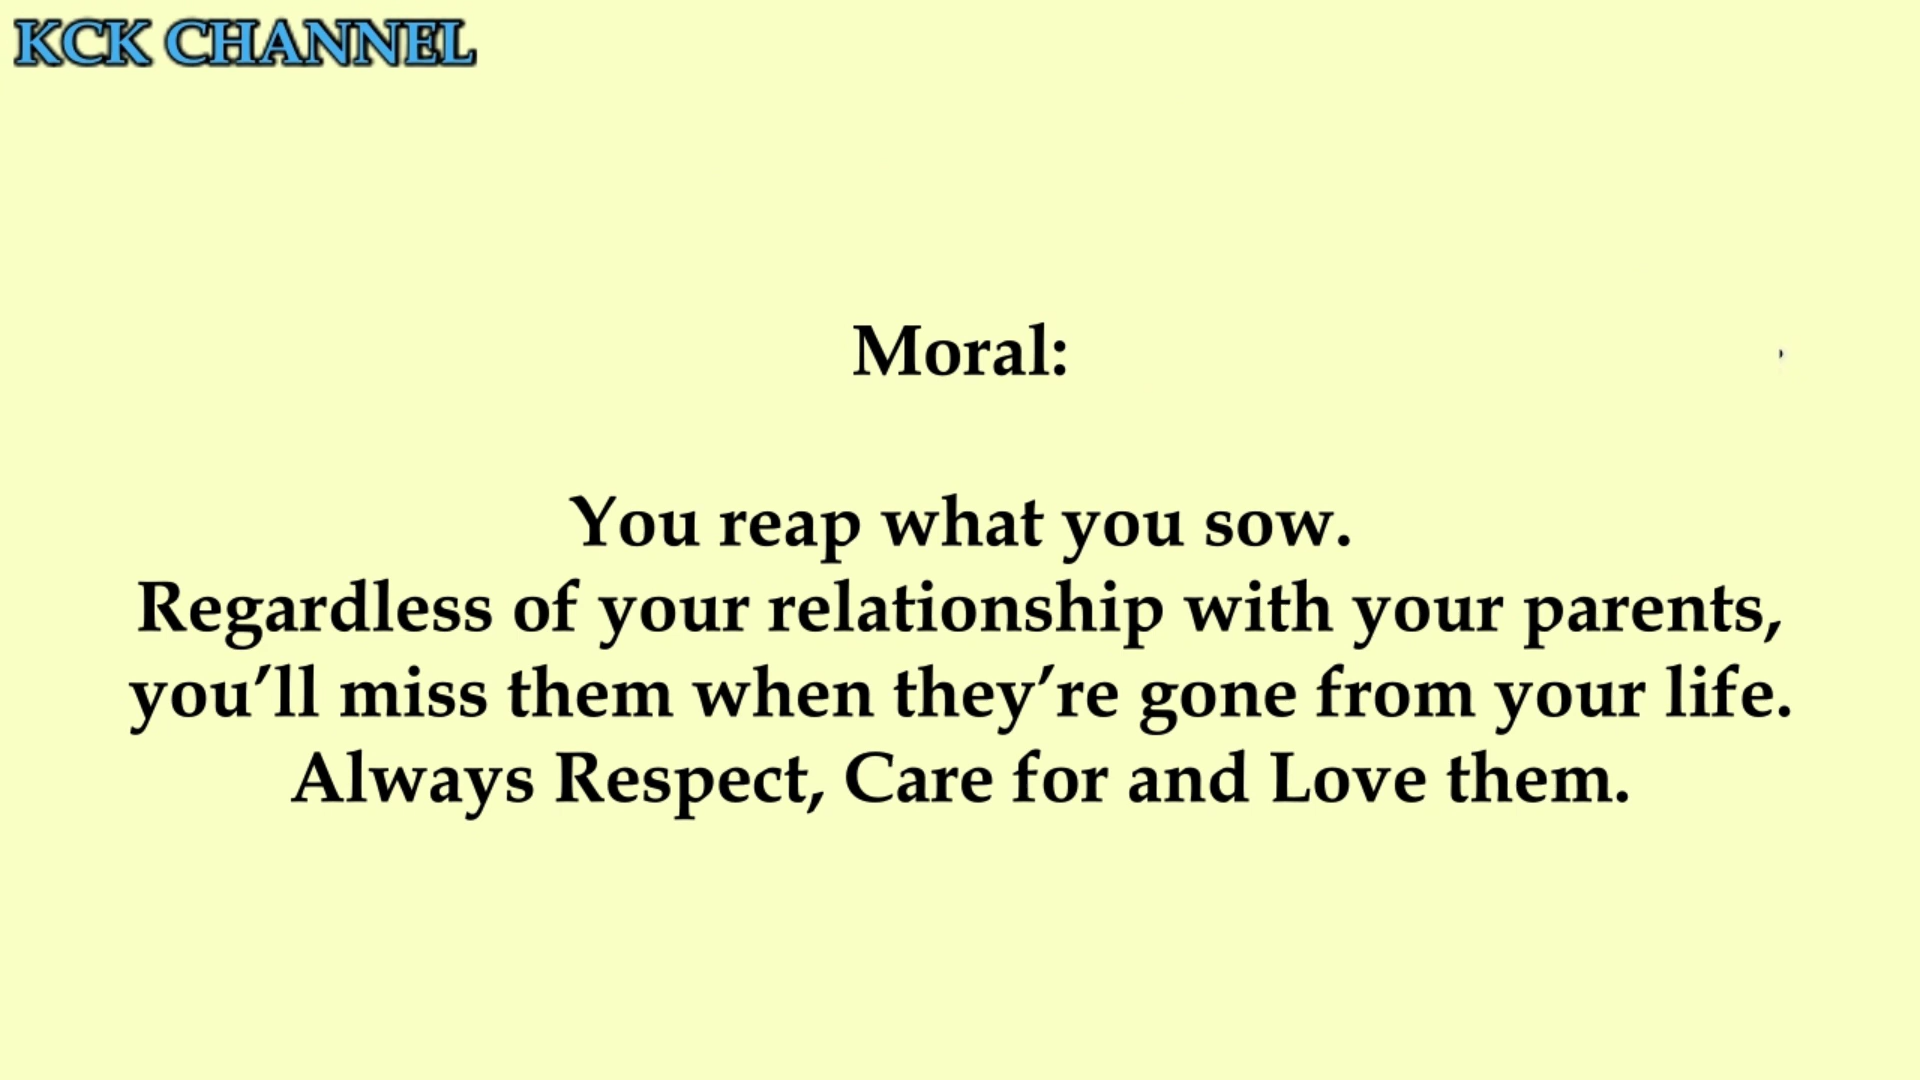 KCK CHANNEL
Moral:
You reap what you sow.
Regardless of your relationship with your parents,
you’ll miss them when they’re gone from your life.
Always Respect, Care for and Love them.